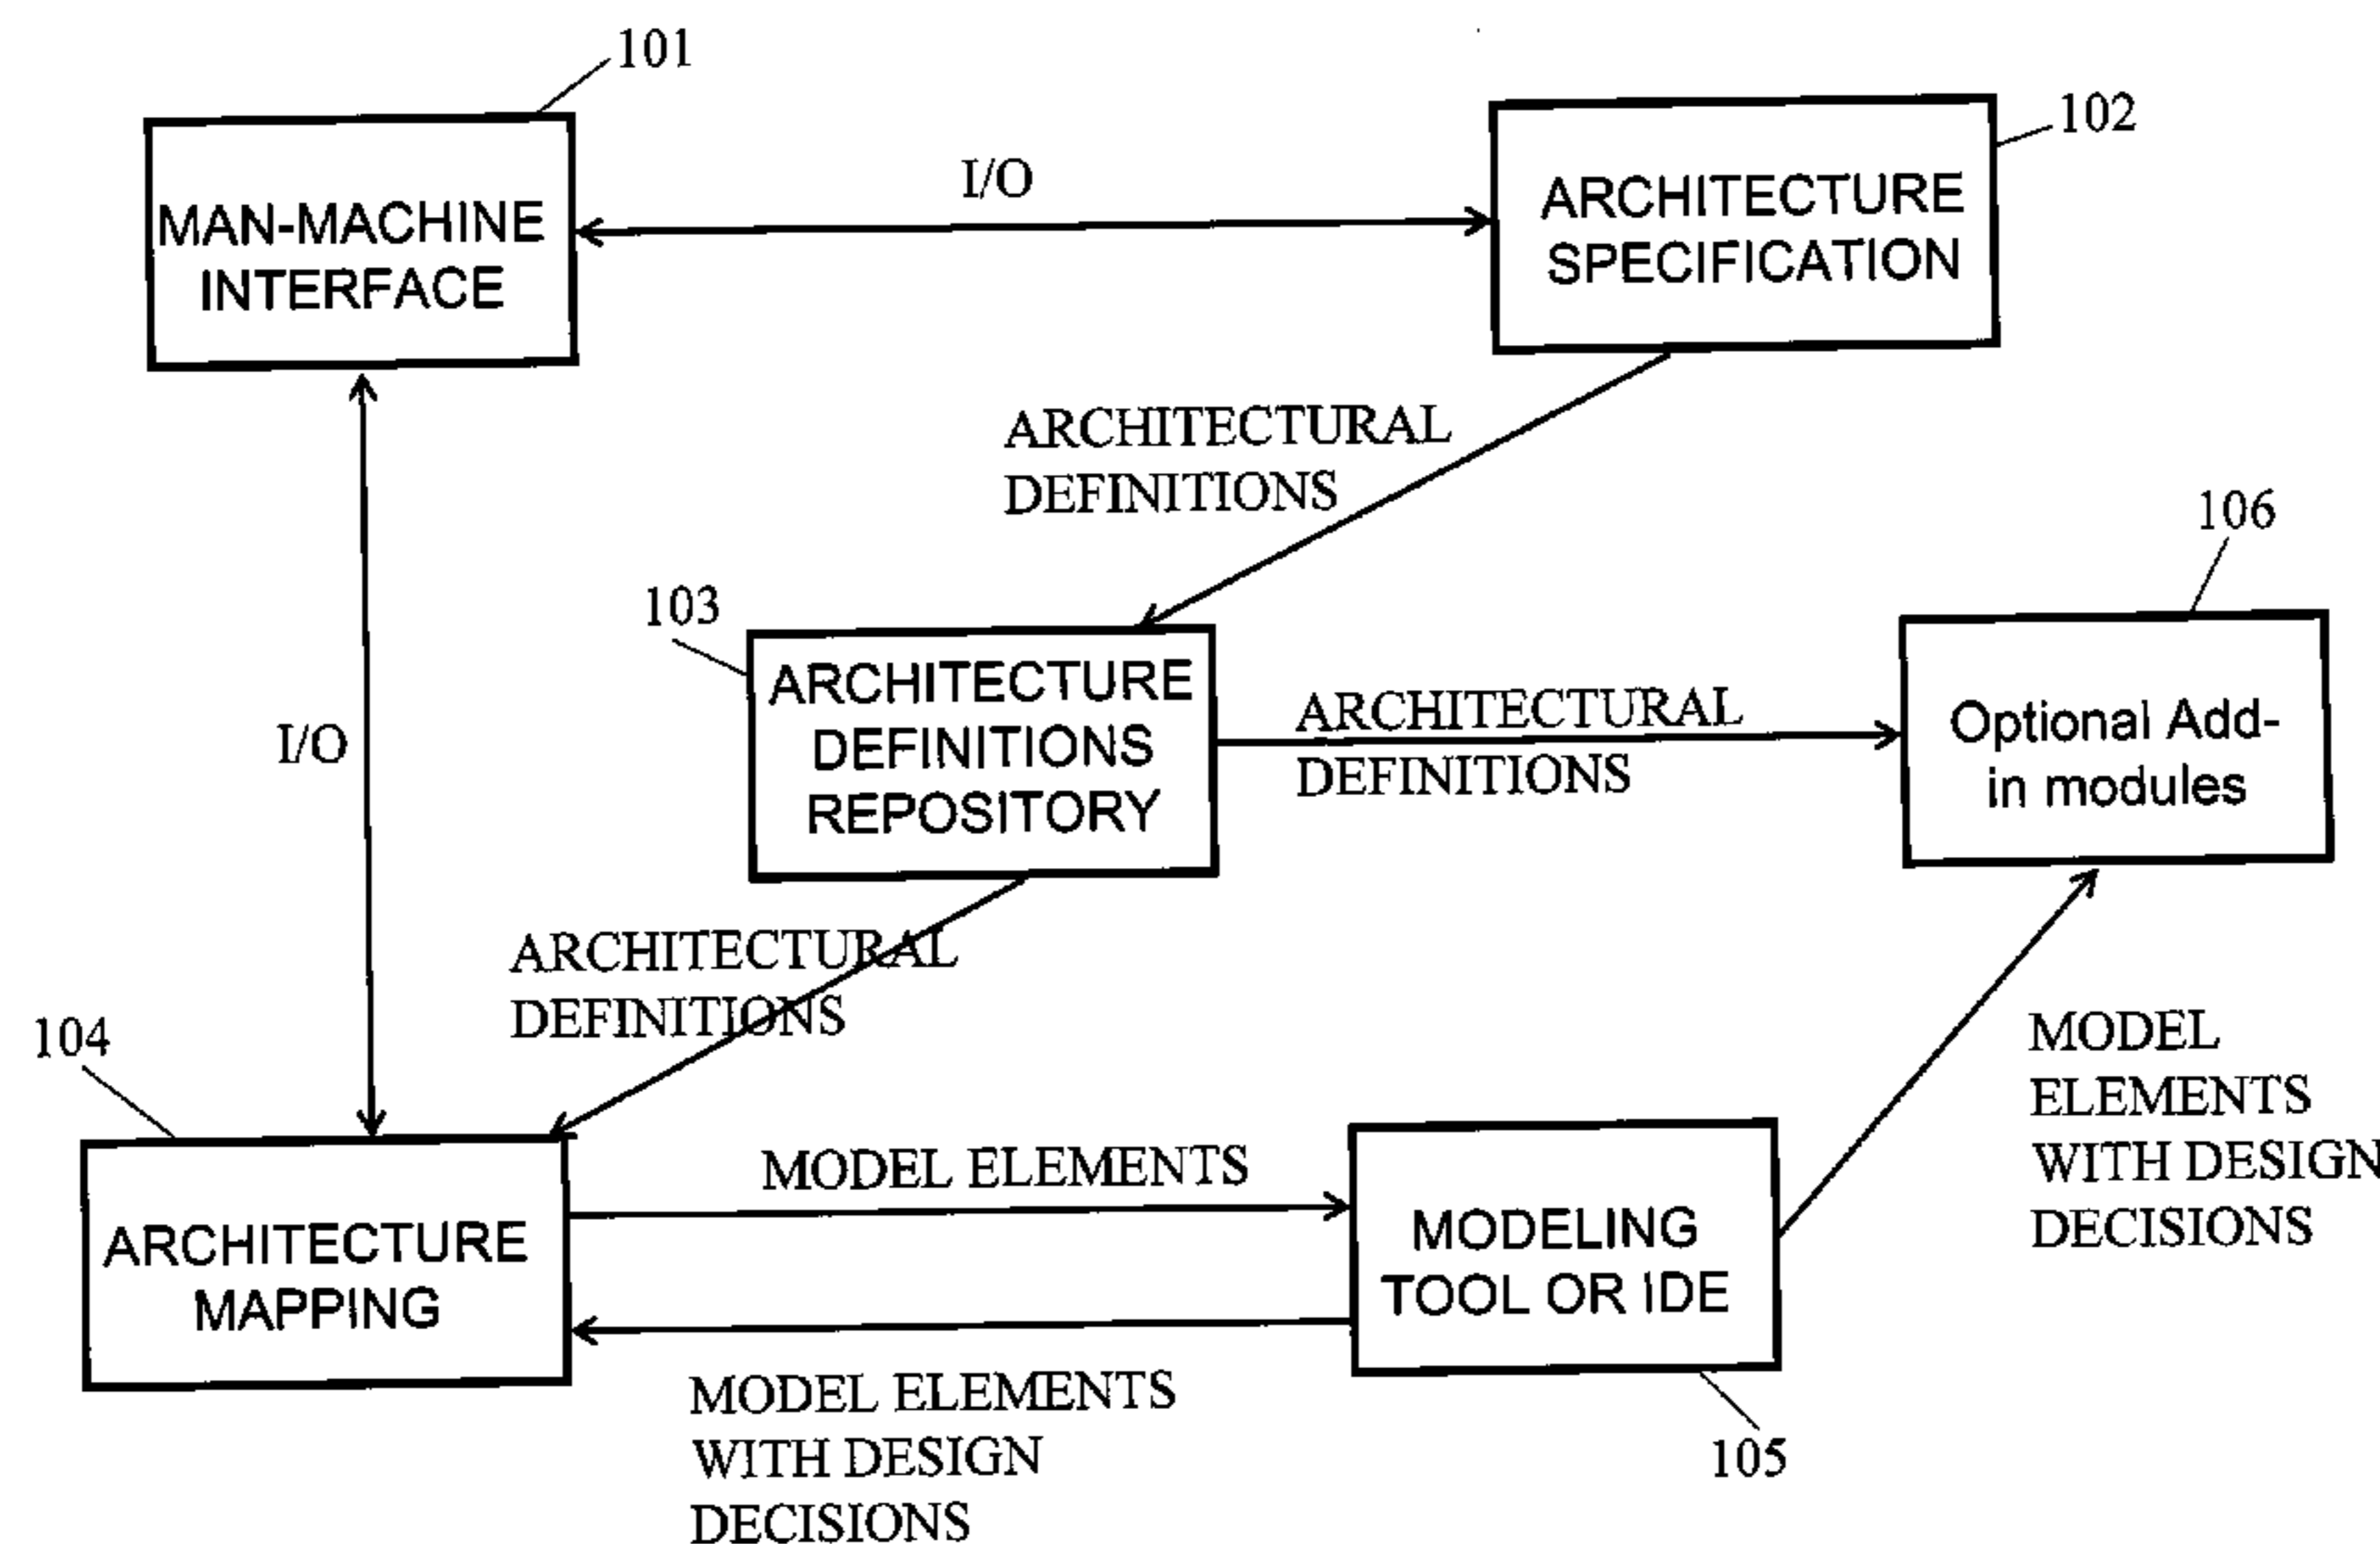 101
102
MAN-MACHINE
INTERFACE
I/O
ARCHITECTURE
SPECIFICATION
ARCHITECTURAL
DEFINITIONS
106
103
ARCHITECTURE
DEFINITIONS
REPOSITORY
ARCHITECTURAL
DEFINITIONS
Optional Add-
in modules
I/O
ARCHITECTURAL
DEFINITIONS
104
MODEL
ELEMENTS
WITH DESIGN
DECISIONS
ARCHITECTURE
MAPPING
MODEL ELEMENTS
MODELING
TOOL OR IDE
MODEL ELEMENTS
WITH DESIGN
DECISIONS
105